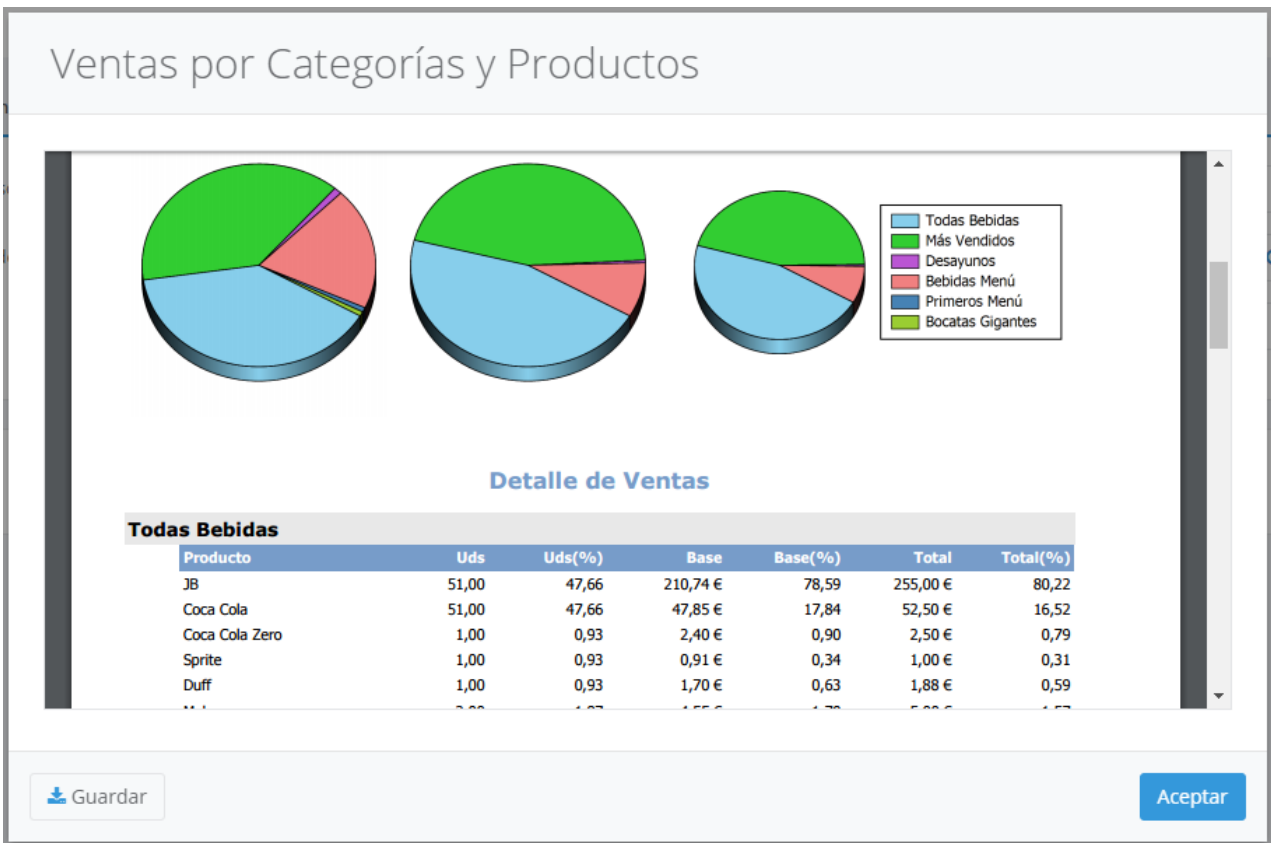 Ventas por Categorías y Productos
Todas Bebidas
Más Vendidos
Desayunos
Bebidas Menú
Primeros Menú
Bocatas Gigantes
Detalle de Ventas
Todas Bebidas
Producto Uds Uds(%) Base Base(%) Total Total(%)
JB 51,00 47,66 210,74 € 78,59 255,00 € 80,22
Coca Cola 51,00 47,66 47,85 € 17,84 52,50 € 16,52
Coca Cola Zero 1,00 0,93 2,40 € 0,90 2,50 € 0,79
Sprite 1,00 0,93 0,91 € 0,34 1,00 € 0,31
Duff 1,00 0,93 1,70 € 0,63 1,88 € 0,59
Guardar
Aceptar